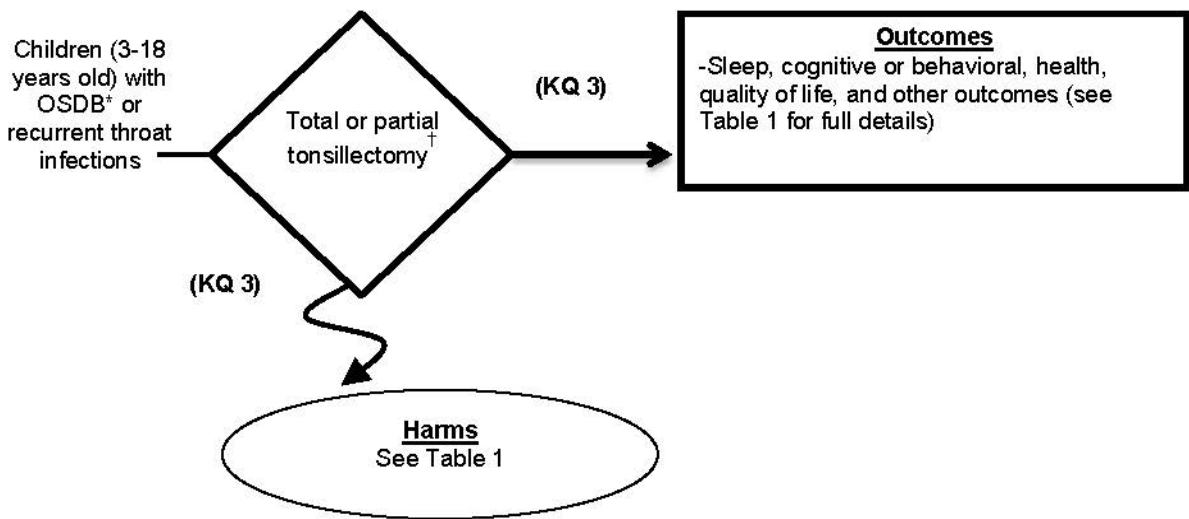 Children (3-18
years old) with
OSDB* or
recurrent throat
infections
Total or partial
tonsillectomy†
(KQ 3)
Outcomes
-Sleep, cognitive or behavioral, health,
quality of life, and other outcomes (see
Table 1 for full details)
(KQ 3)
Harms
See Table 1